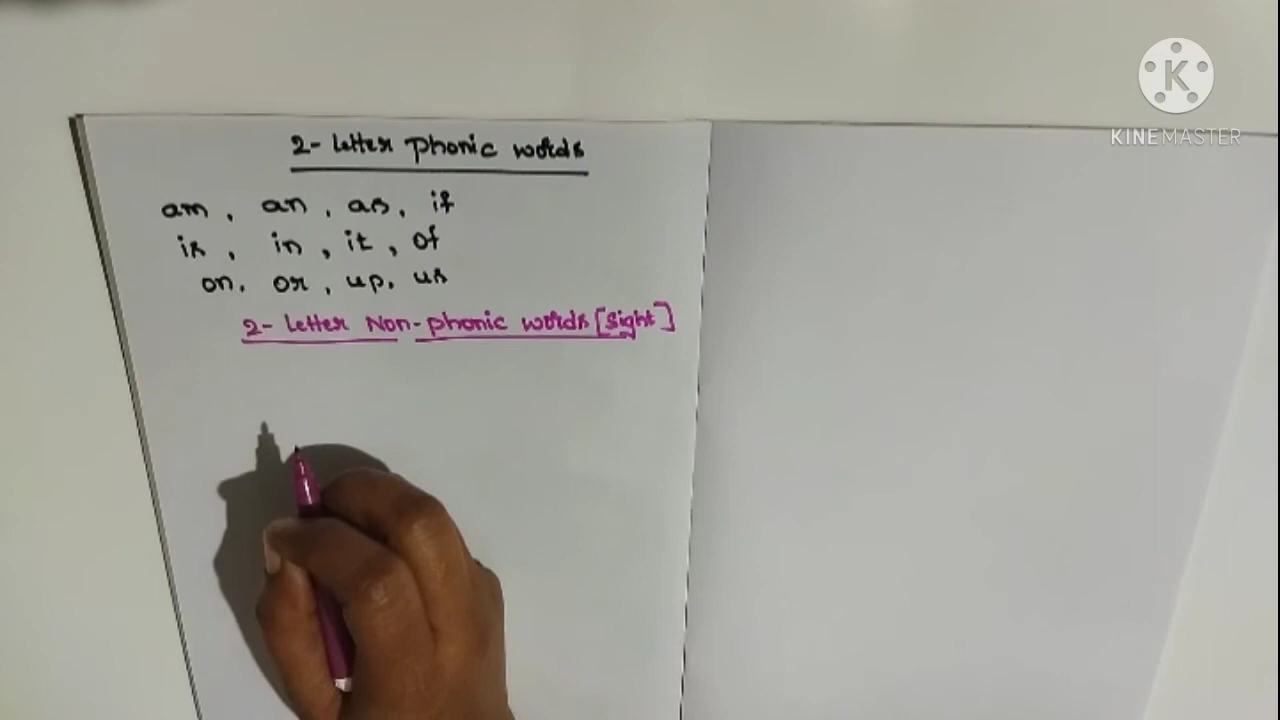 2- letter phonic words
am, an, as, if
is, in, it, of
on, or, up, us
2- Letter Non-phonic words [Sight]
K
KINEMASTER